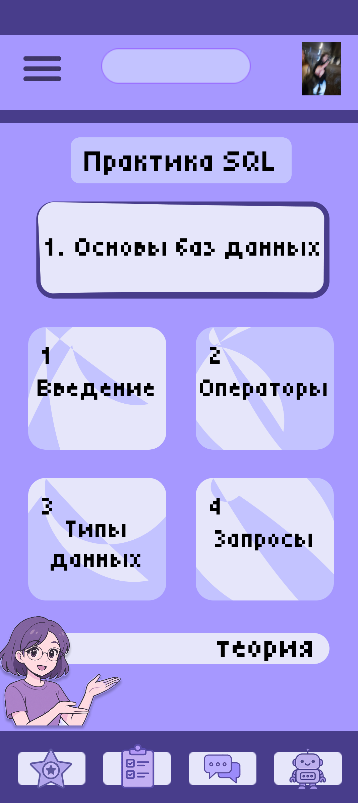 Практика SQL
1. Основы баз данных
1
Введение
2
Операторы
3
Типы
данных
4
Запросы
теория